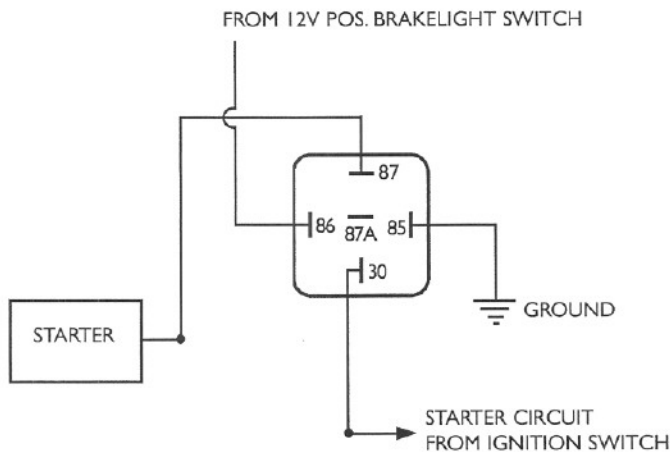 FROM 12V POS. BRAKELIGHT SWITCH
87
86
87A
85
30
GROUND
STARTER
STARTER CIRCUIT
FROM IGNITION SWITCH